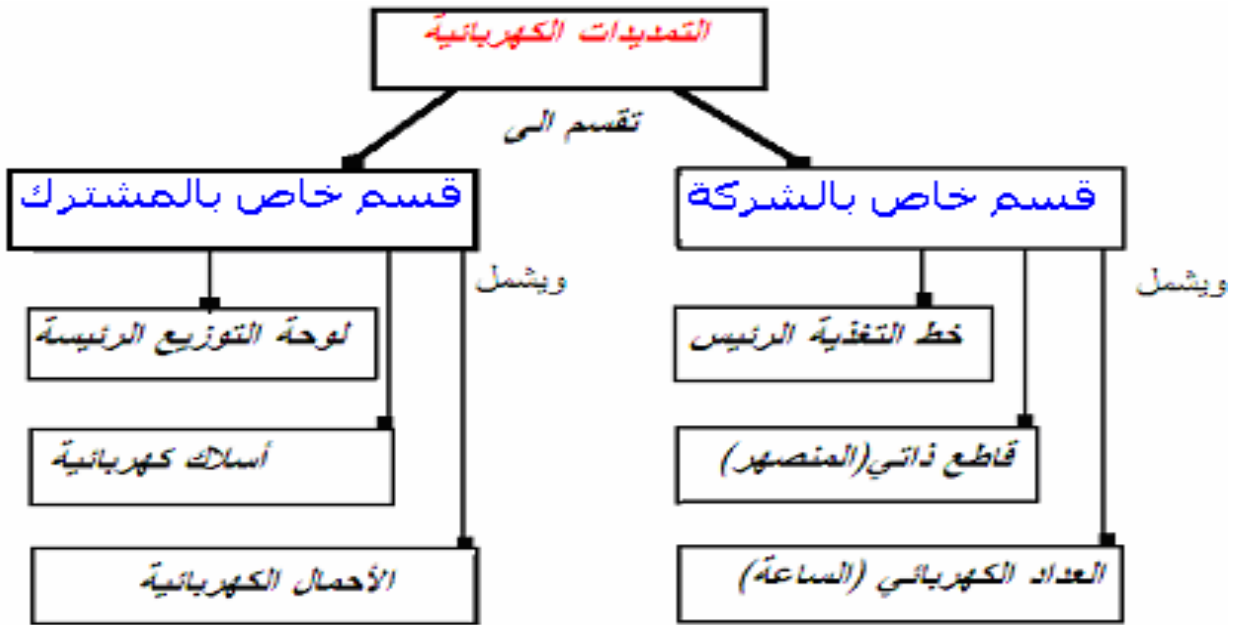 التمديدات الكهربائية
تقسم الى
قسم خاص بالشركة
قسم خاص بالمشترك
ويشمل
ويشمل
خط التغذية الرئيس
لوحة التوزيع الرئيسة
قاطع ذاتي(المنصهر)
أسلاك كهربائية
العداد الكهربائي (الساعة)
الأحمال الكهربائية